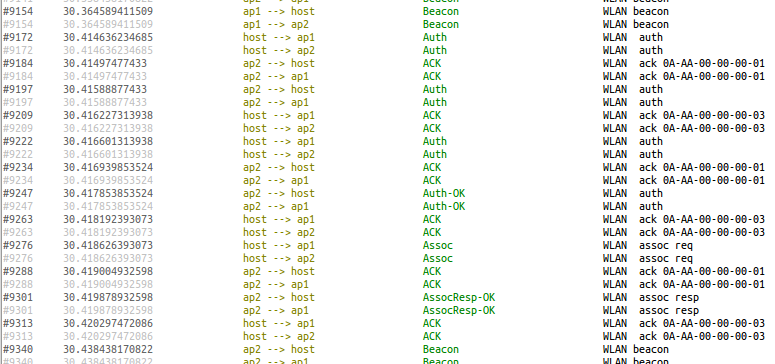 #9154 30.364589411509 ap1 --> host Beacon WLAN beacon
#9154 30.364589411509 ap1 --> ap2 Beacon WLAN beacon
#9172 30.414636234685 host --> ap1 Auth WLAN auth
#9172 30.414636234685 host --> ap2 Auth WLAN auth
#9184 30.41497477433 ap2 --> host ACK WLAN ack 0A-AA-00-00-00-01
#9184 30.41497477433 ap2 --> ap1 ACK WLAN ack 0A-AA-00-00-00-01
#9197 30.41588877433 ap2 --> host Auth WLAN auth
#9197 30.41588877433 ap2 --> ap1 Auth WLAN auth
#9209 30.416227313938 host --> ap1 ACK WLAN ack 0A-AA-00-00-00-03
#9209 30.416227313938 host --> ap2 ACK WLAN ack 0A-AA-00-00-00-03
#9222 30.416601313938 host --> ap1 Auth WLAN auth
#9222 30.416601313938 host --> ap2 Auth WLAN auth
#9234 30.416939853524 ap2 --> host ACK WLAN ack 0A-AA-00-00-00-01
#9234 30.416939853524 ap2 --> ap1 ACK WLAN ack 0A-AA-00-00-00-01
#9247 30.417853853524 ap2 --> host Auth-OK WLAN auth
#9247 30.417853853524 ap2 --> ap1 Auth-OK WLAN auth
#9263 30.418192393073 host --> ap1 ACK WLAN ack 0A-AA-00-00-00-03
#9263 30.418192393073 host --> ap2 ACK WLAN ack 0A-AA-00-00-00-03
#9276 30.418626393073 host --> ap1 Assoc WLAN assoc req
#9276 30.418626393073 host --> ap2 Assoc WLAN assoc req
#9288 30.419004932598 ap2 --> host ACK WLAN ack 0A-AA-00-00-00-01
#9288 30.419004932598 ap2 --> ap1 ACK WLAN ack 0A-AA-00-00-00-01
#9301 30.419878932598 ap2 --> host AssocResp-OK WLAN assoc resp
#9301 30.419878932598 ap2 --> ap1 AssocResp-OK WLAN assoc resp
#9313 30.420297472086 host --> ap1 ACK WLAN ack 0A-AA-00-00-00-03
#9313 30.420297472086 host --> ap2 ACK WLAN ack 0A-AA-00-00-00-03
#9340 30.438438170822 ap2 --> host Beacon WLAN beacon
#9340 30.438438170822 ap2 --> ap1 Beacon WLAN beacon